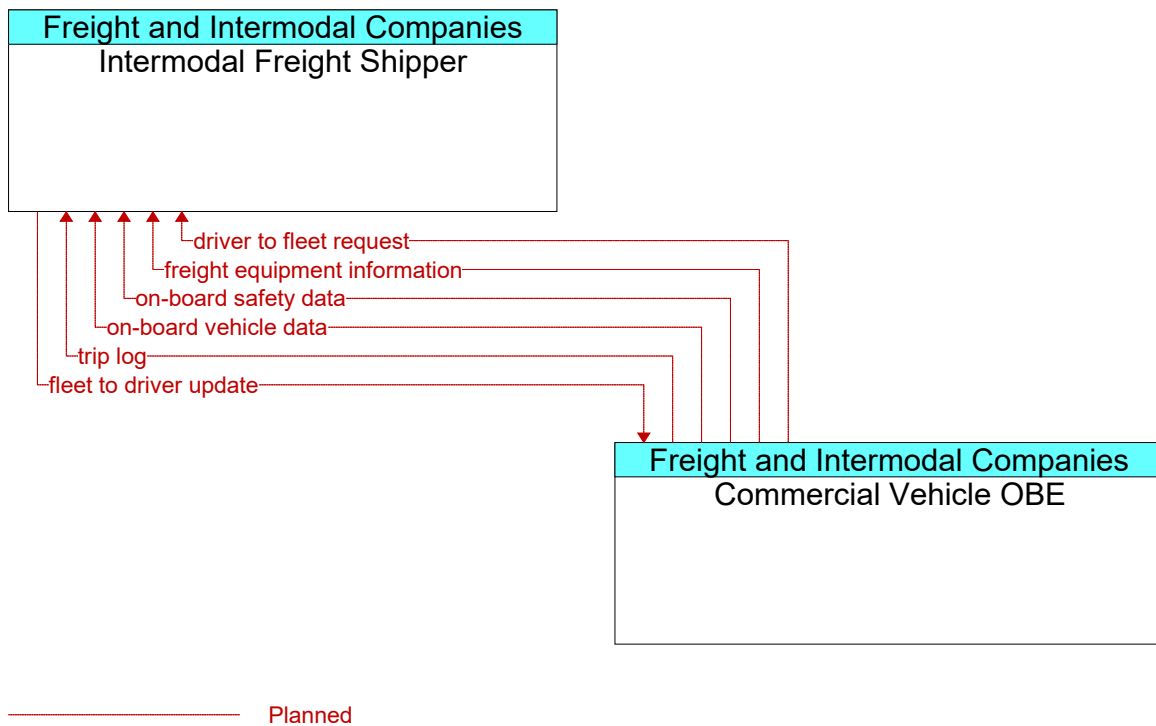 Freight and Intermodal Companies
Intermodal Freight Shipper
driver to fleet request
freight equipment information
on-board safety data
on-board vehicle data
trip log
fleet to driver update
Freight and Intermodal Companies
Commercial Vehicle OBE
Planned